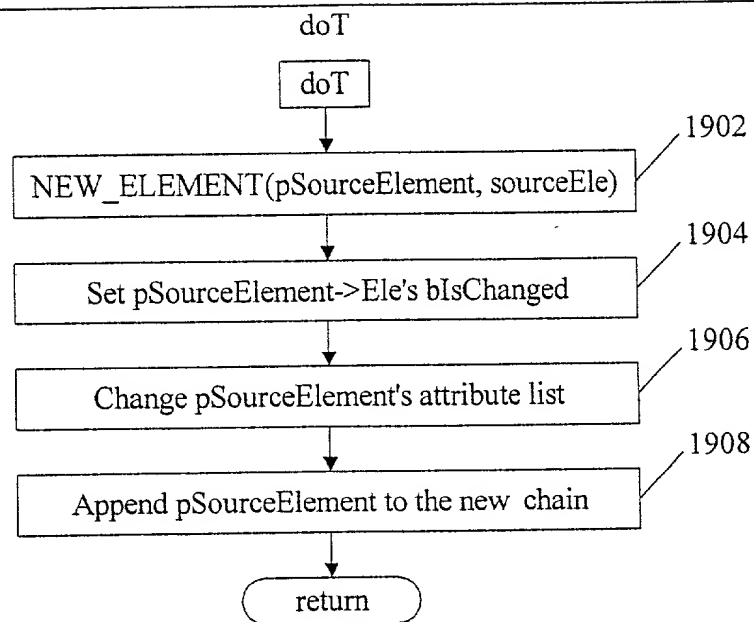 doT
doT
1902
NEW_ELEMENT(pSourceElement, sourceEle)
1904
Set pSourceElement->Ele's bIsChanged
1906
Change pSourceElement's attribute list
1908
Append pSourceElement to the new chain
return